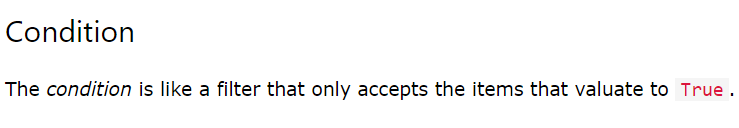 Condition
The condition is like a filter that only accepts the items that valuate to True.